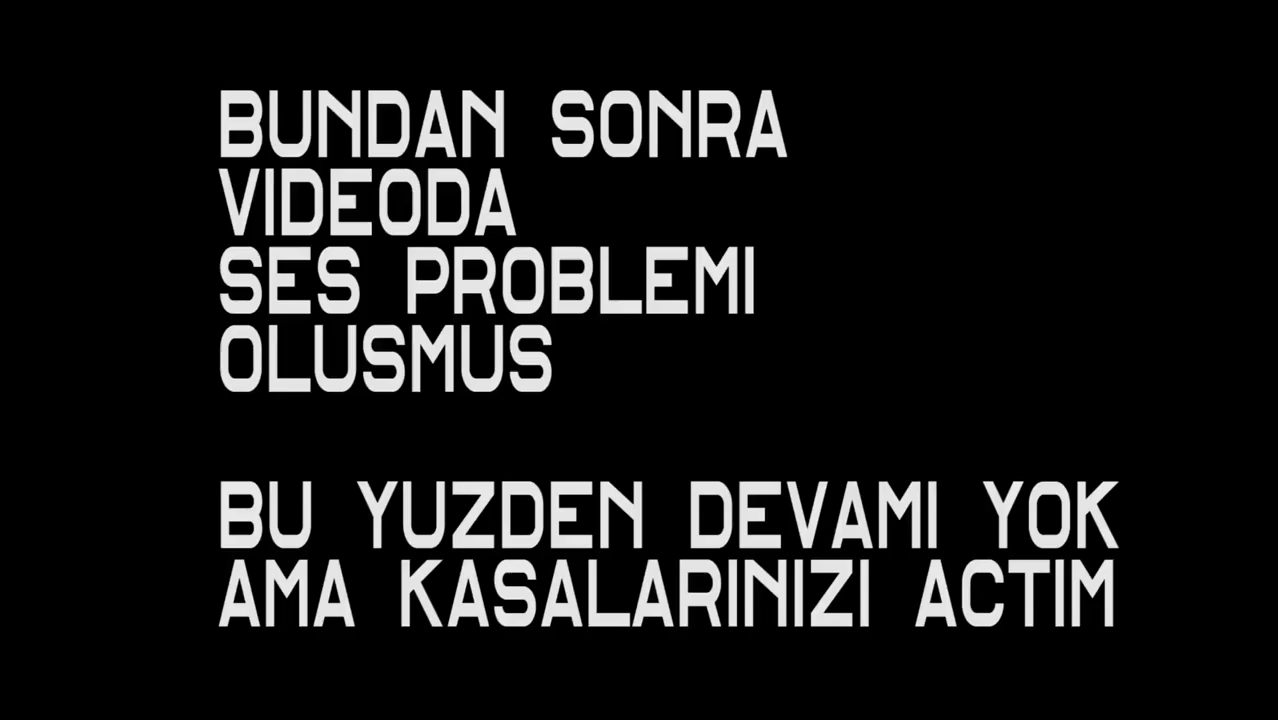 BUNDAN SONRA
VIDEODA
SES PROBLEMI
OLUSMUS
BU YUZDEN DEVAMI YOK
AMA KASALARINIZI ACTIM